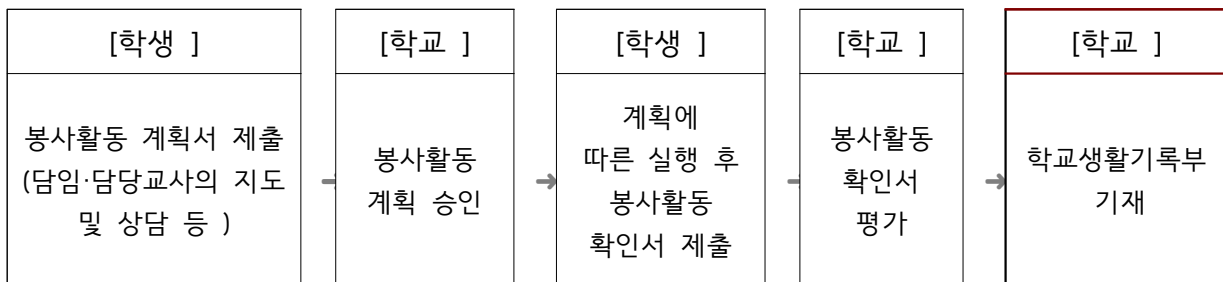 [학생 ]
봉사활동 계획서 제출
(담임·담당교사의 지도
및 상담 등 )
[학교 ]
봉사활동
계획 승인
[학생 ]
계획에
따른 실행 후
봉사활동
확인서 제출
[학교 ]
봉사활동
확인서
평가
[학교 ]
학교생활기록부
기재